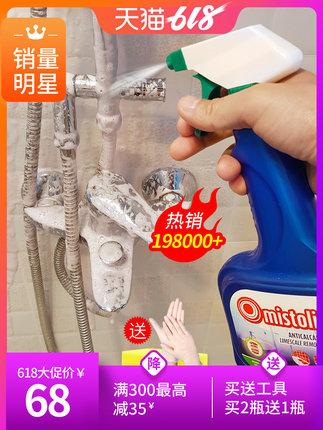 天猫618
销量
明星
热销
198000+
mistoli
ANTICALCA
LIMESCALE REMO
送
降
送
618大促价￥
68
满300最高
减35￥
买送工具
买2瓶送1瓶